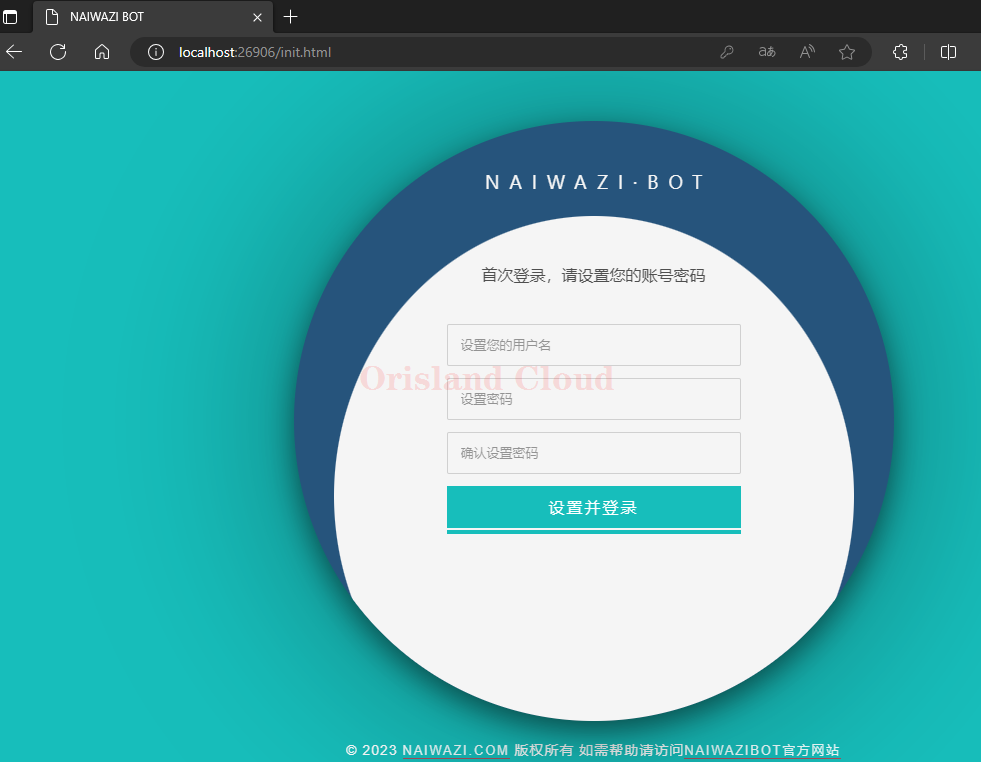 NAIWAZI BOT
localhost:26906/init.html
NAIWAZI·BOT
首次登录，请设置您的账号密码
设置您的用户名
Orisland Cloud
设置密码
确认设置密码
设置并登录
© 2023 NAIWAZI.COM 版权所有 如需帮助请访问NAIWAZIBOT官方网站